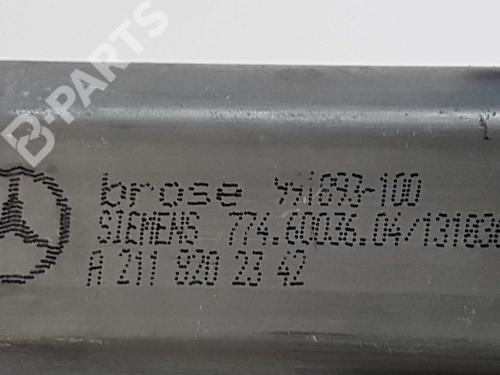 B-PARTS
brose 991893-100
SIEMENS 774.60036.04/131836
A 211 820 23 42